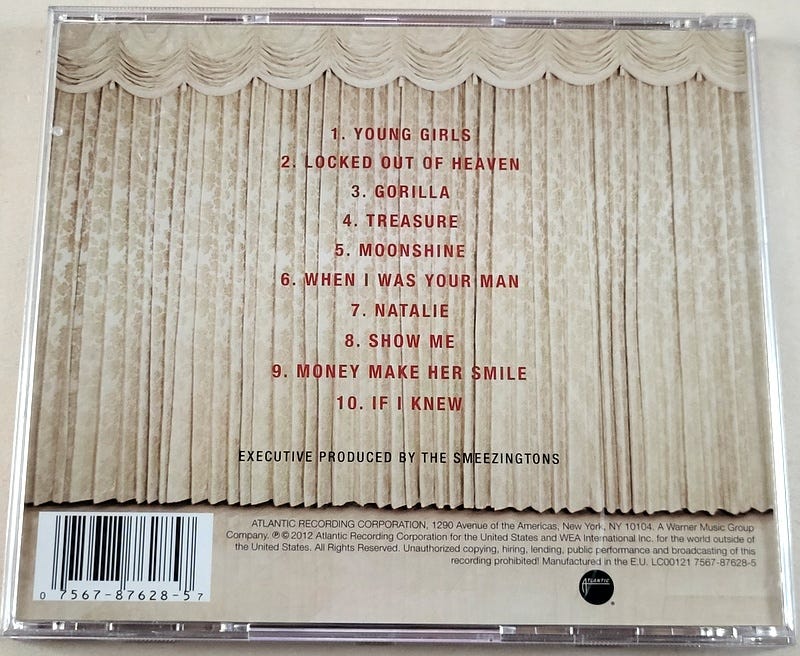 1. YOUNG GIRLS
2. LOCKED OUT OF HEAVEN
3. GORILLA
4. TREASURE
5. MOONSHINE
6. WHEN I WAS YOUR MAN
7. NATALIE
8. SHOW ME
9. MONEY MAKE HER SMILE
10. IF I KNEW
EXECUTIVE PRODUCED BY THE SMEEZINGTONS
ATLANTIC RECORDING CORPORATION, 1290 Avenue of the Americas, New York, NY 10104. A Warner Music Group
Company. ℗ © 2012 Atlantic Recording Corporation for the United States and WEA International Inc. for the world outside of
the United States. All Rights Reserved. Unauthorized copying, hiring, lending, public performance and broadcasting of this
recording prohibited! Manufactured in the E.U. LC00121 7567-87628-5
0 7567-87628-5 7
ATLANTIC
®